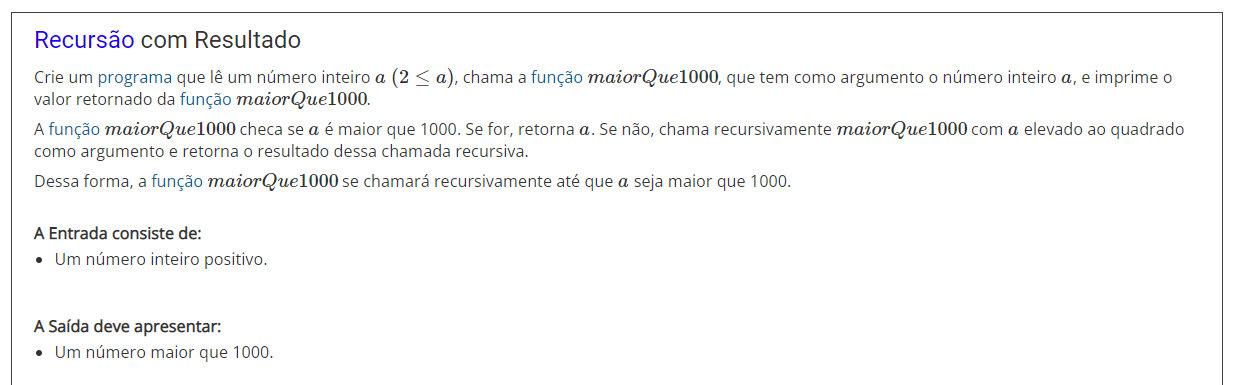 Recursão com Resultado
Crie um programa que lê um número inteiro a (2 ≤ a), chama a função maiorQue1000, que tem como argumento o número inteiro a, e imprime o
valor retornado da função maiorQue1000.
A função maiorQue1000 checa se a é maior que 1000. Se for, retorna a. Se não, chama recursivamente maiorQue1000 com a elevado ao quadrado
como argumento e retorna o resultado dessa chamada recursiva.
Dessa forma, a função maiorQue1000 se chamará recursivamente até que a seja maior que 1000.
A Entrada consiste de:
• Um número inteiro positivo.
A Saída deve apresentar:
• Um número maior que 1000.